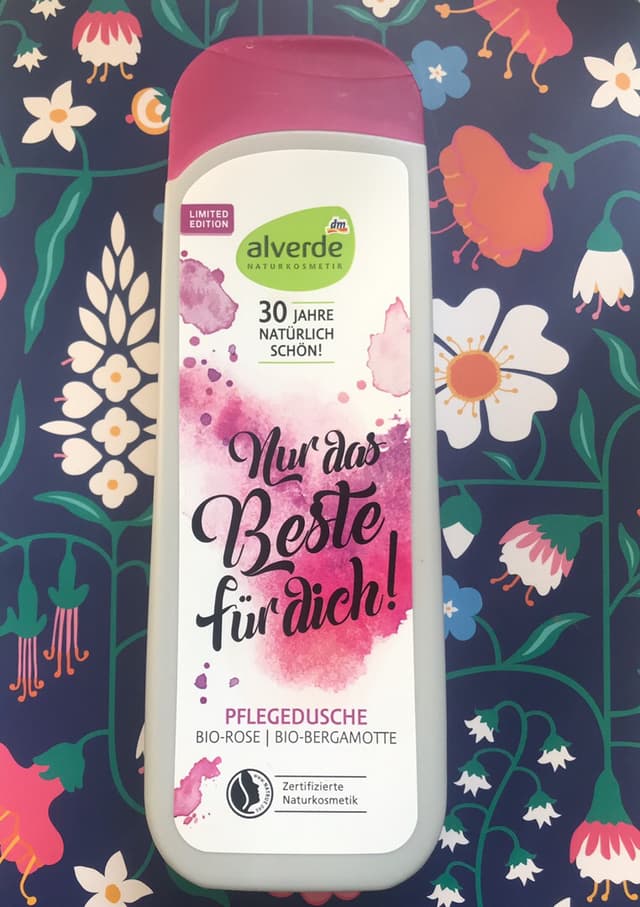 LIMITED
EDITION
dm
alverde
NATURKOSMETIK
30 JAHRE
NATÜRLICH
SCHÖN!
Nur das
Beste
für dich!
PFLEGEDUSCHE
BIO-ROSE | BIO-BERGAMOTTE
Zertifizierte
Naturkosmetik